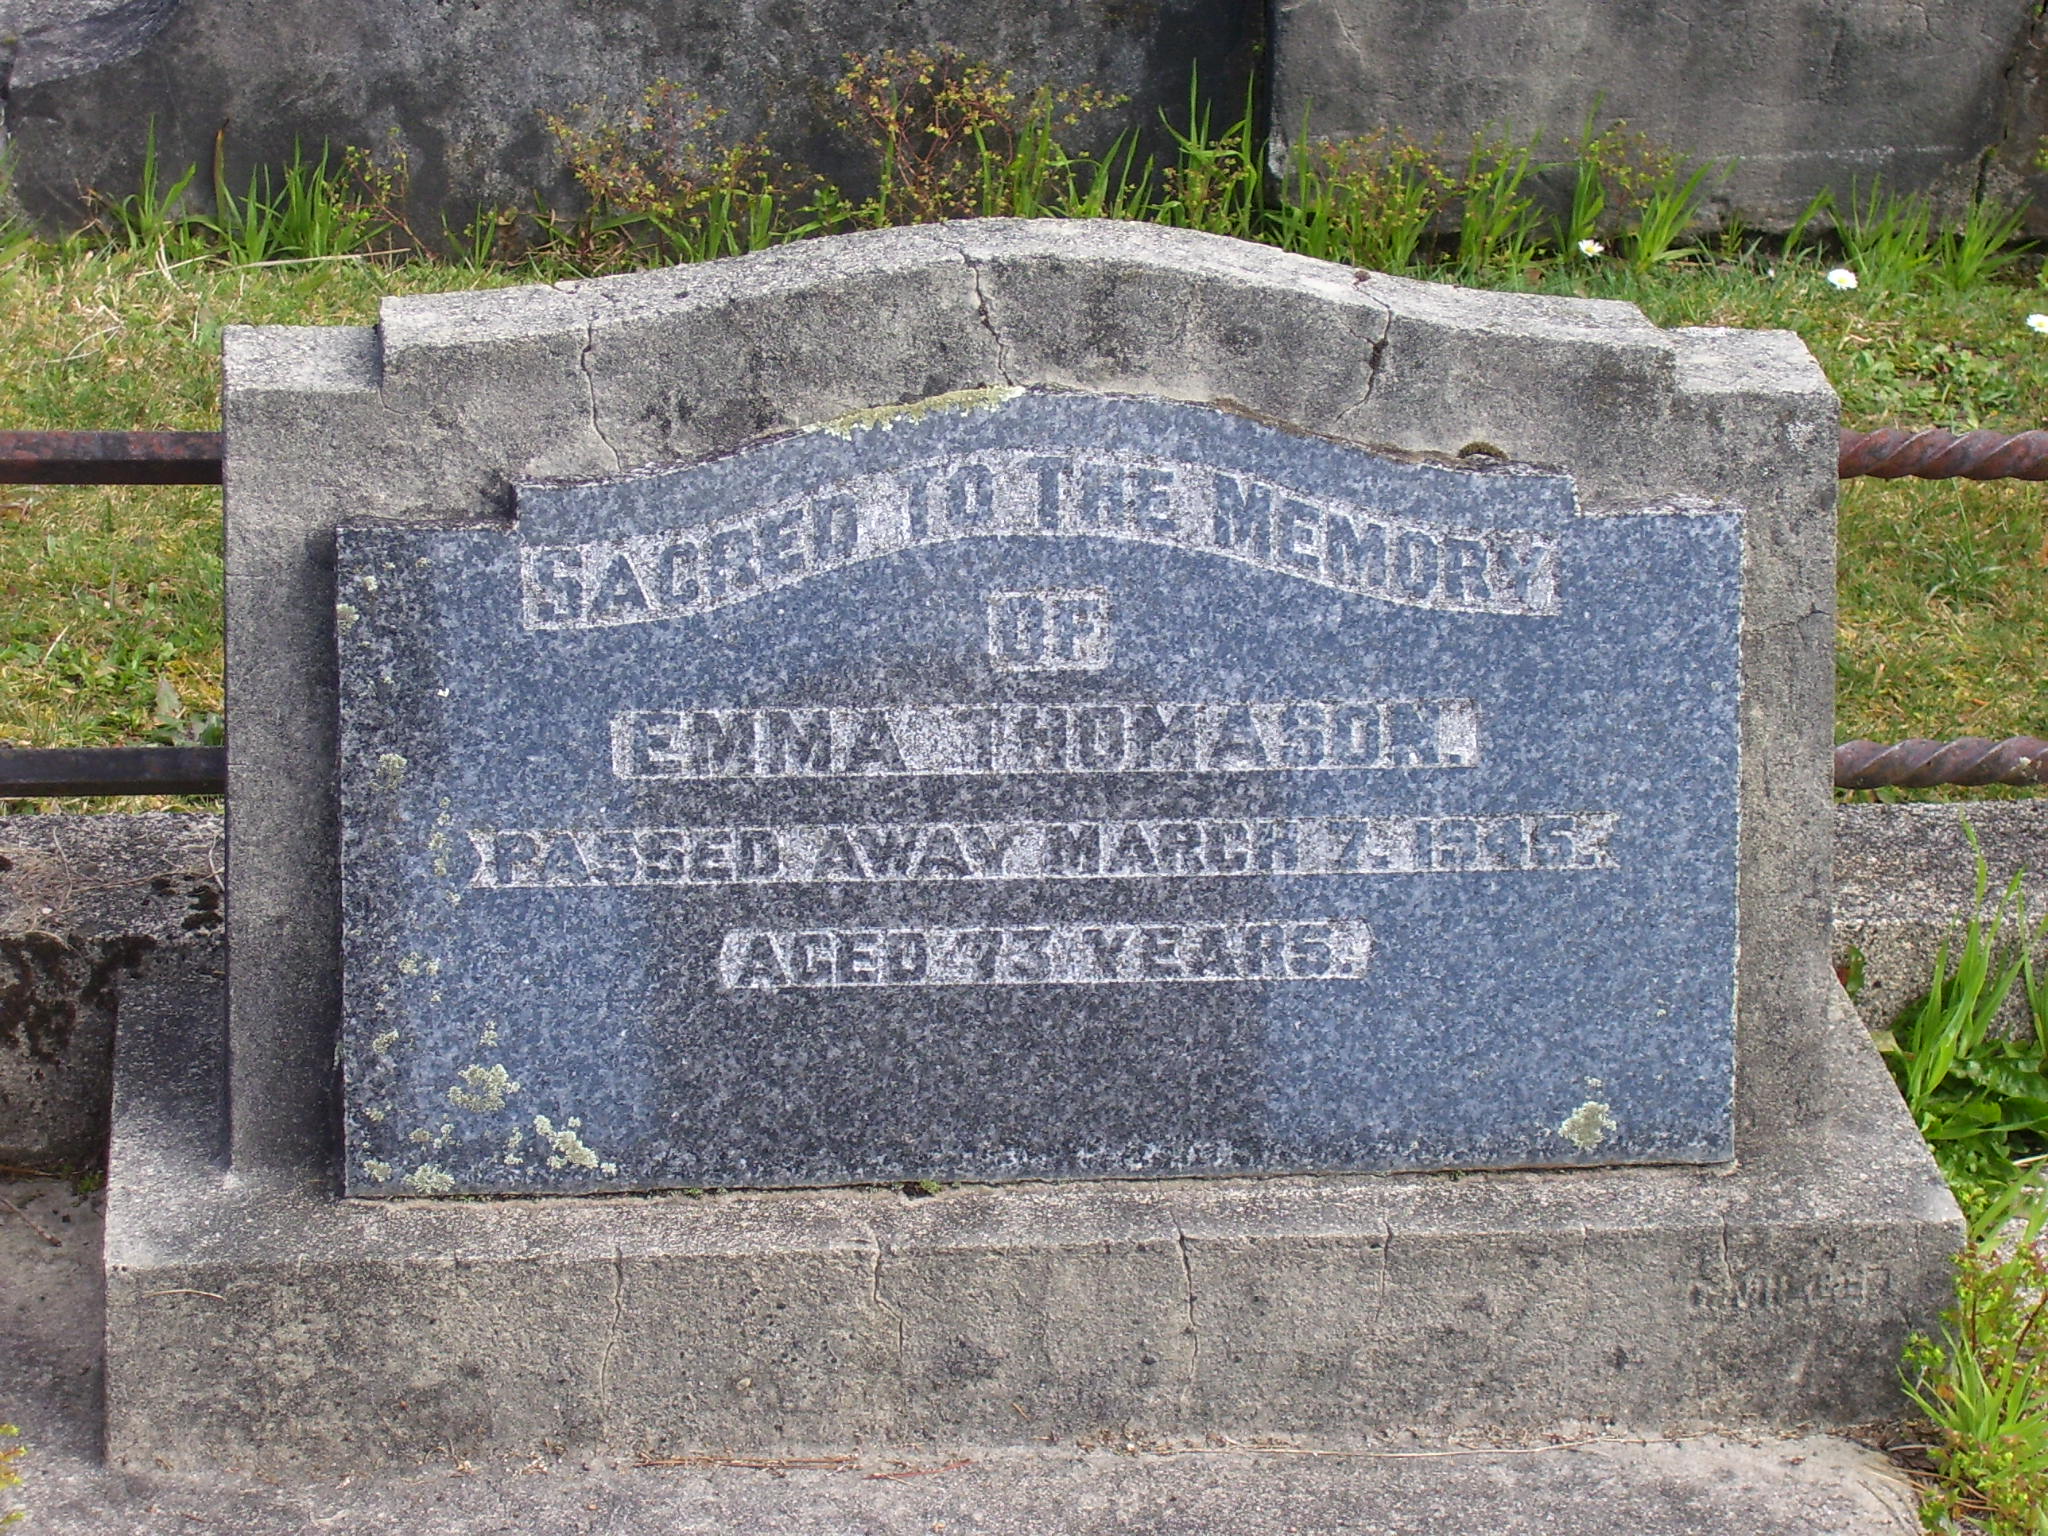 SACRED TO THE MEMORY
OF
EMMA THOMASON.
PASSED AWAY MARCH 7, 1945.
AGED 73 YEARS.